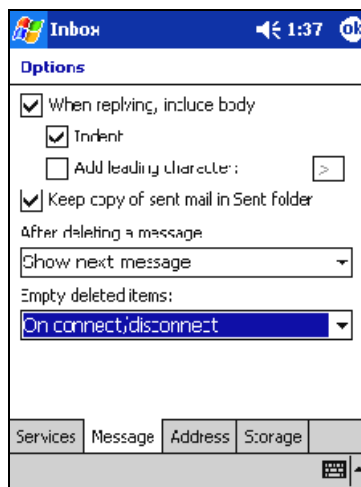 Inbox 1:37 ok
Options
When replying, include body
Indent
Add leading character: >
Keep copy of sent mail in Sent folder
After deleting a message
Show next message
Empty deleted items:
On connect/disconnect
Services Message Address Storage